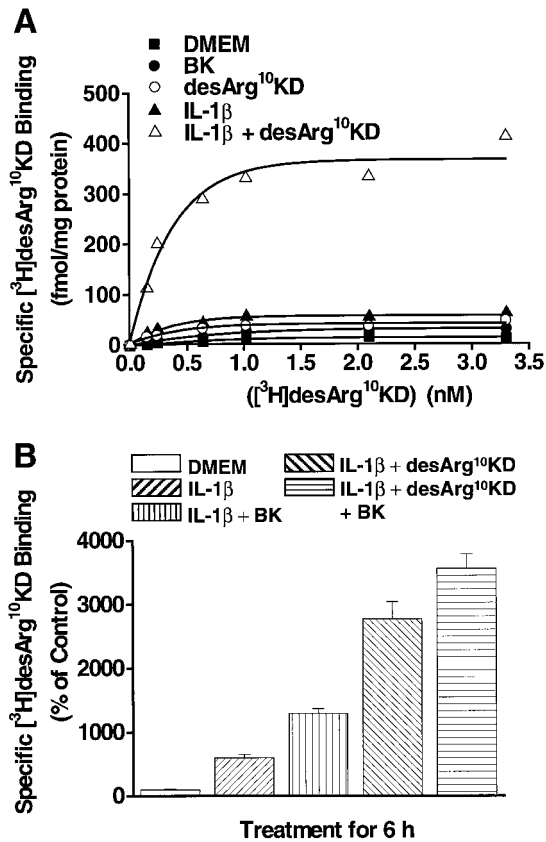 A
DMEM
BK
desArg¹⁰KD
IL-1β
IL-1β + desArg¹⁰KD
Specific [³H]desArg¹⁰KD Binding
(fmol/mg protein)
500
400
300
200
100
0
0.0 0.5 1.0 1.5 2.0 2.5 3.0 3.5
([³H]desArg¹⁰KD) (nM)
B
DMEM
IL-1β
IL-1β + BK
IL-1β + desArg¹⁰KD
IL-1β + desArg¹⁰KD
+ BK
Specific [³H]desArg¹⁰KD Binding
(% of Control)
4000
3000
2000
1000
0
Treatment for 6 h